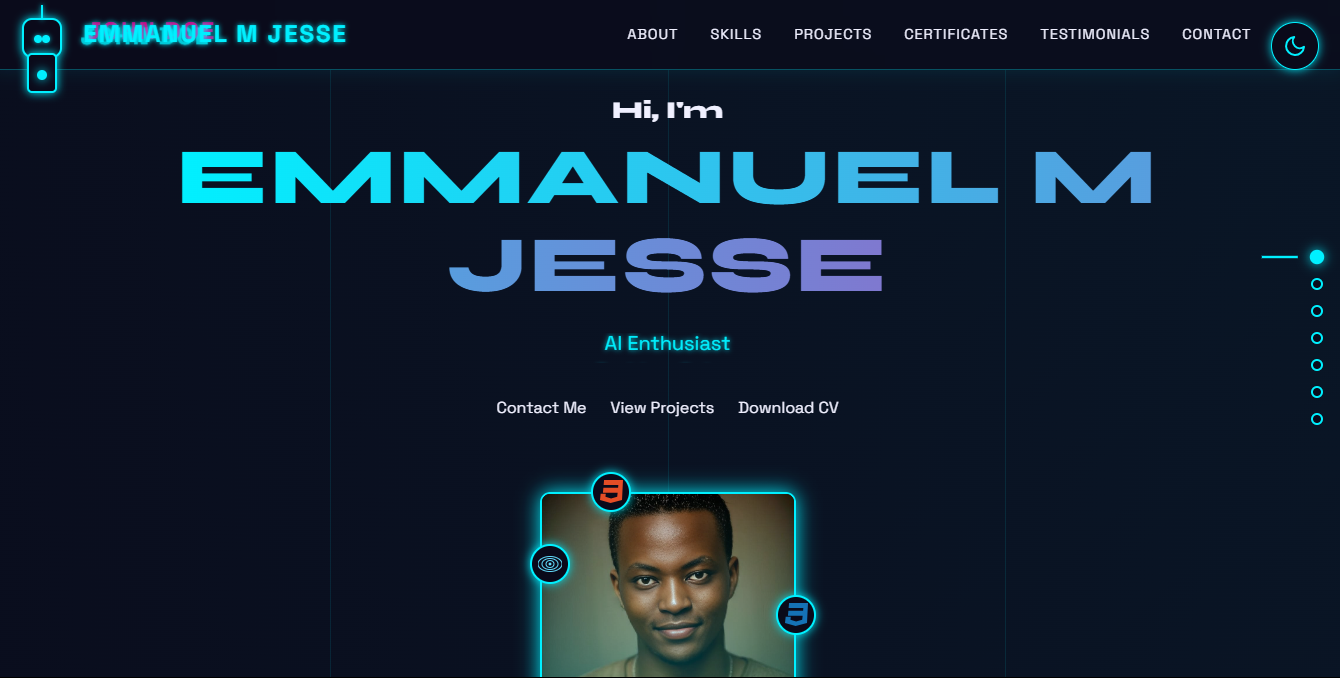 EMMANUEL M JESSE
ABOUT
SKILLS
PROJECTS
CERTIFICATES
TESTIMONIALS
CONTACT
Hi, I'm
EMMANUEL M
JESSE
AI Enthusiast
Contact Me
View Projects
Download CV